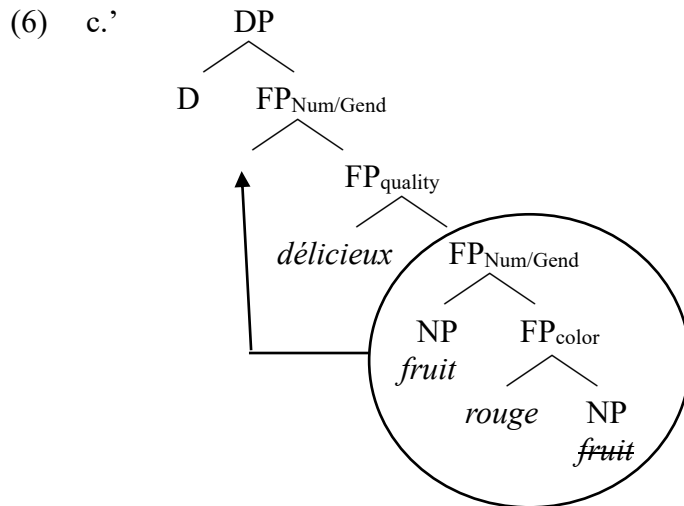 (6) c.’ DP
D FPNum/Gend
FPquality
délicieux FPNum/Gend
NP FPcolor
fruit
rouge NP
fruit